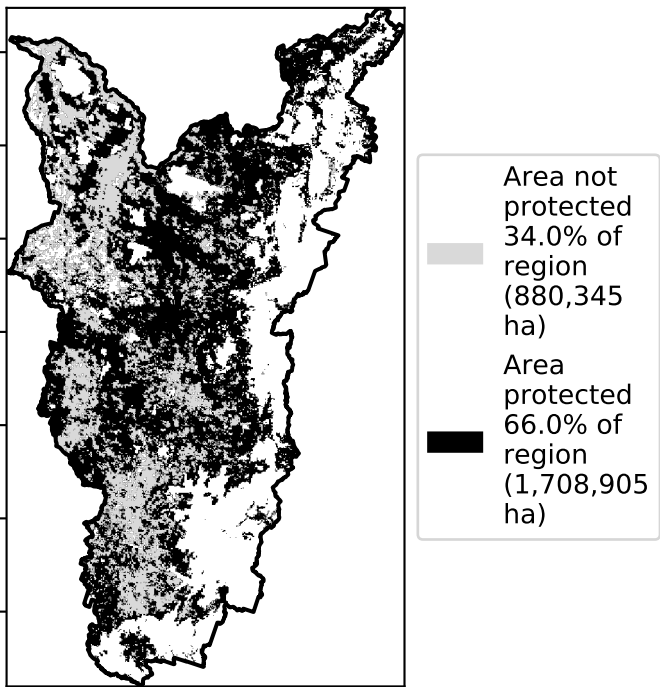 Area not
protected
34.0% of
region
(880,345
ha)
Area
protected
66.0% of
region
(1,708,905
ha)